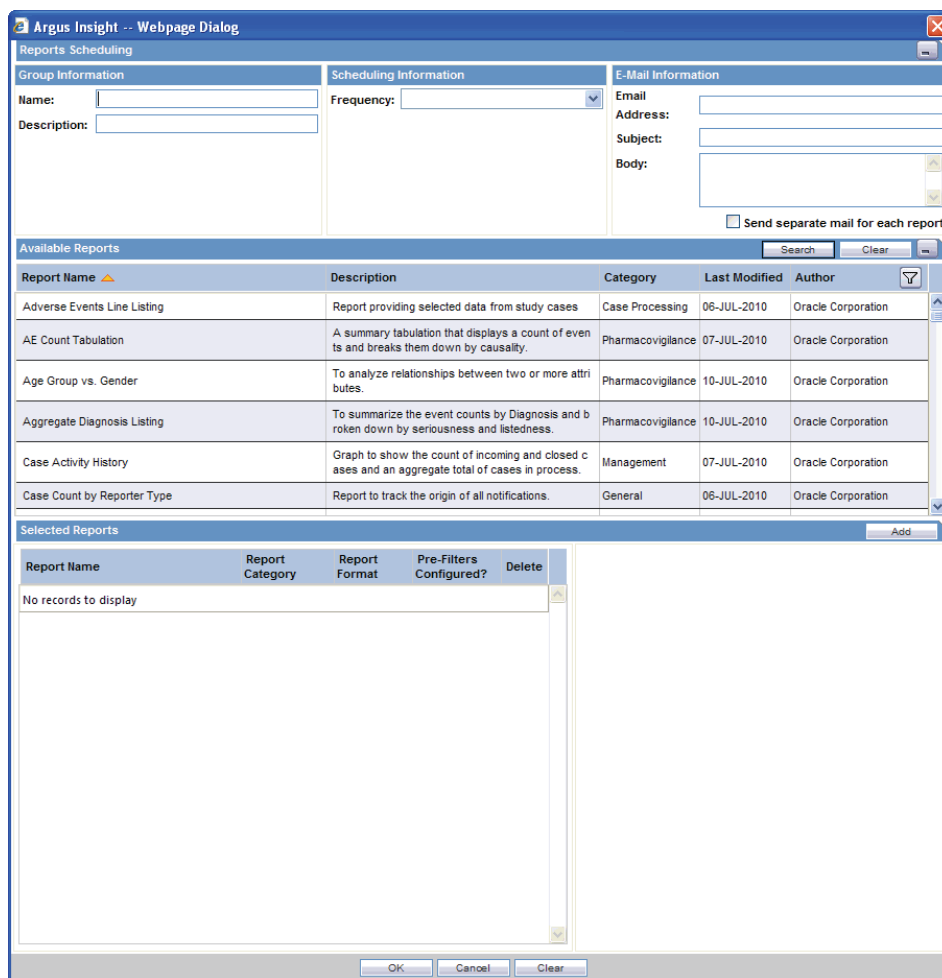 Argus Insight -- Webpage Dialog
Reports Scheduling
Group Information
Name:
Description:
Scheduling Information
Frequency:
E-Mail Information
Email
Address:
Subject:
Body:
Send separate mail for each report
Available Reports
Search Clear
Report Name Description Category Last Modified Author
Adverse Events Line Listing Report providing selected data from study cases Case Processing 06-JUL-2010 Oracle Corporation
AE Count Tabulation A summary tabulation that displays a count of even
ts and breaks them down by causality. Pharmacovigilance 07-JUL-2010 Oracle Corporation
Age Group vs. Gender To analyze relationships between two or more attri
butes. Pharmacovigilance 10-JUL-2010 Oracle Corporation
Aggregate Diagnosis Listing To summarize the event counts by Diagnosis and b
roken down by seriousness and listedness. Pharmacovigilance 10-JUL-2010 Oracle Corporation
Case Activity History Graph to show the count of incoming and closed c
ases and an aggregate total of cases in process. Management 07-JUL-2010 Oracle Corporation
Case Count by Reporter Type Report to track the origin of all notifications. General 06-JUL-2010 Oracle Corporation
Selected Reports
Add
Report Name Report
Category Report
Format Pre-Filters
Configured? Delete
No records to display
OK Cancel Clear